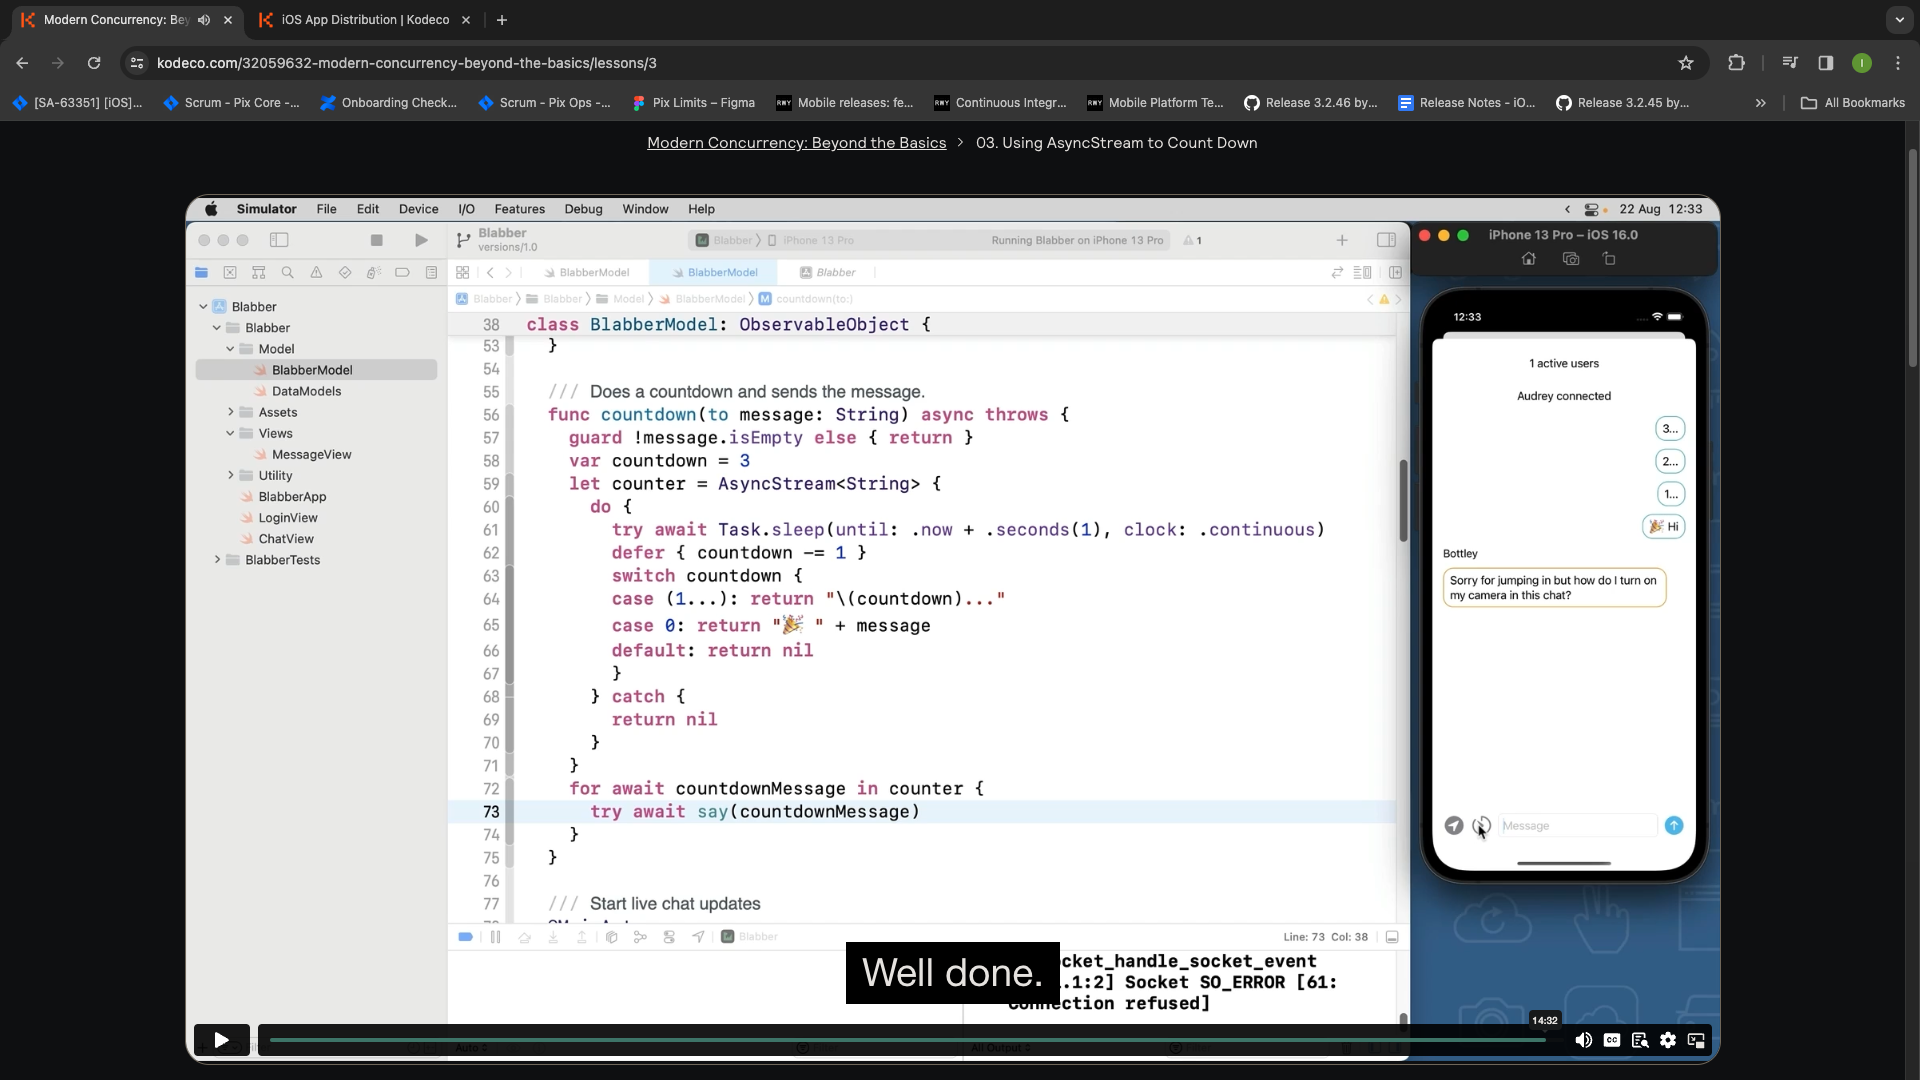 Modern Concurrency: Bey
iOS App Distribution | Kodeco
kodeco.com/32059632-modern-concurrency-beyond-the-basics/lessons/3
I
[SA-63351] [iOS]...
Scrum - Pix Core -...
Onboarding Check...
Scrum - Pix Ops -...
Pix Limits – Figma
Mobile releases: fe...
Continuous Integr...
Mobile Platform Te...
Release 3.2.46 by...
Release Notes - iO...
Release 3.2.45 by...
All Bookmarks
Modern Concurrency: Beyond the Basics > 03. Using AsyncStream to Count Down
Simulator File Edit Device I/O Features Debug Window Help
22 Aug 12:33
Blabber
versions/1.0
Blabber
iPhone 13 Pro
Running Blabber on iPhone 13 Pro
1
BlabberModel
BlabberModel
Blabber
Blabber
Blabber
Model
BlabberModel
M countdown(to:)
Blabber
Blabber
Model
BlabberModel
DataModels
Assets
Views
MessageView
Utility
BlabberApp
LoginView
ChatView
BlabberTests
38 class BlabberModel: ObservableObject {
53 }
54
55 /// Does a countdown and sends the message.
56 func countdown(to message: String) async throws {
57 guard !message.isEmpty else { return }
58 var countdown = 3
59 let counter = AsyncStream<String> {
60 do {
61 try await Task.sleep(until: .now + .seconds(1), clock: .continuous)
62 defer { countdown -= 1 }
63 switch countdown {
64 case (1...): return "\(countdown)..."
65 case 0: return "🎉 " + message
66 default: return nil
67 }
68 } catch {
69 return nil
70 }
71 }
72 for await countdownMessage in counter {
73 try await say(countdownMessage)
74 }
75 }
76
77 /// Start live chat updates
Blabber
Line: 73 Col: 38
ocket_handle_socket_event
.1:2] Socket SO_ERROR [61:
Connection refused]
Well done.
Auto
All Output
14:32
CC
iPhone 13 Pro – iOS 16.0
12:33
1 active users
Audrey connected
3...
2...
1...
🎉 Hi
Bottley
Sorry for jumping in but how do I turn on
my camera in this chat?
Message